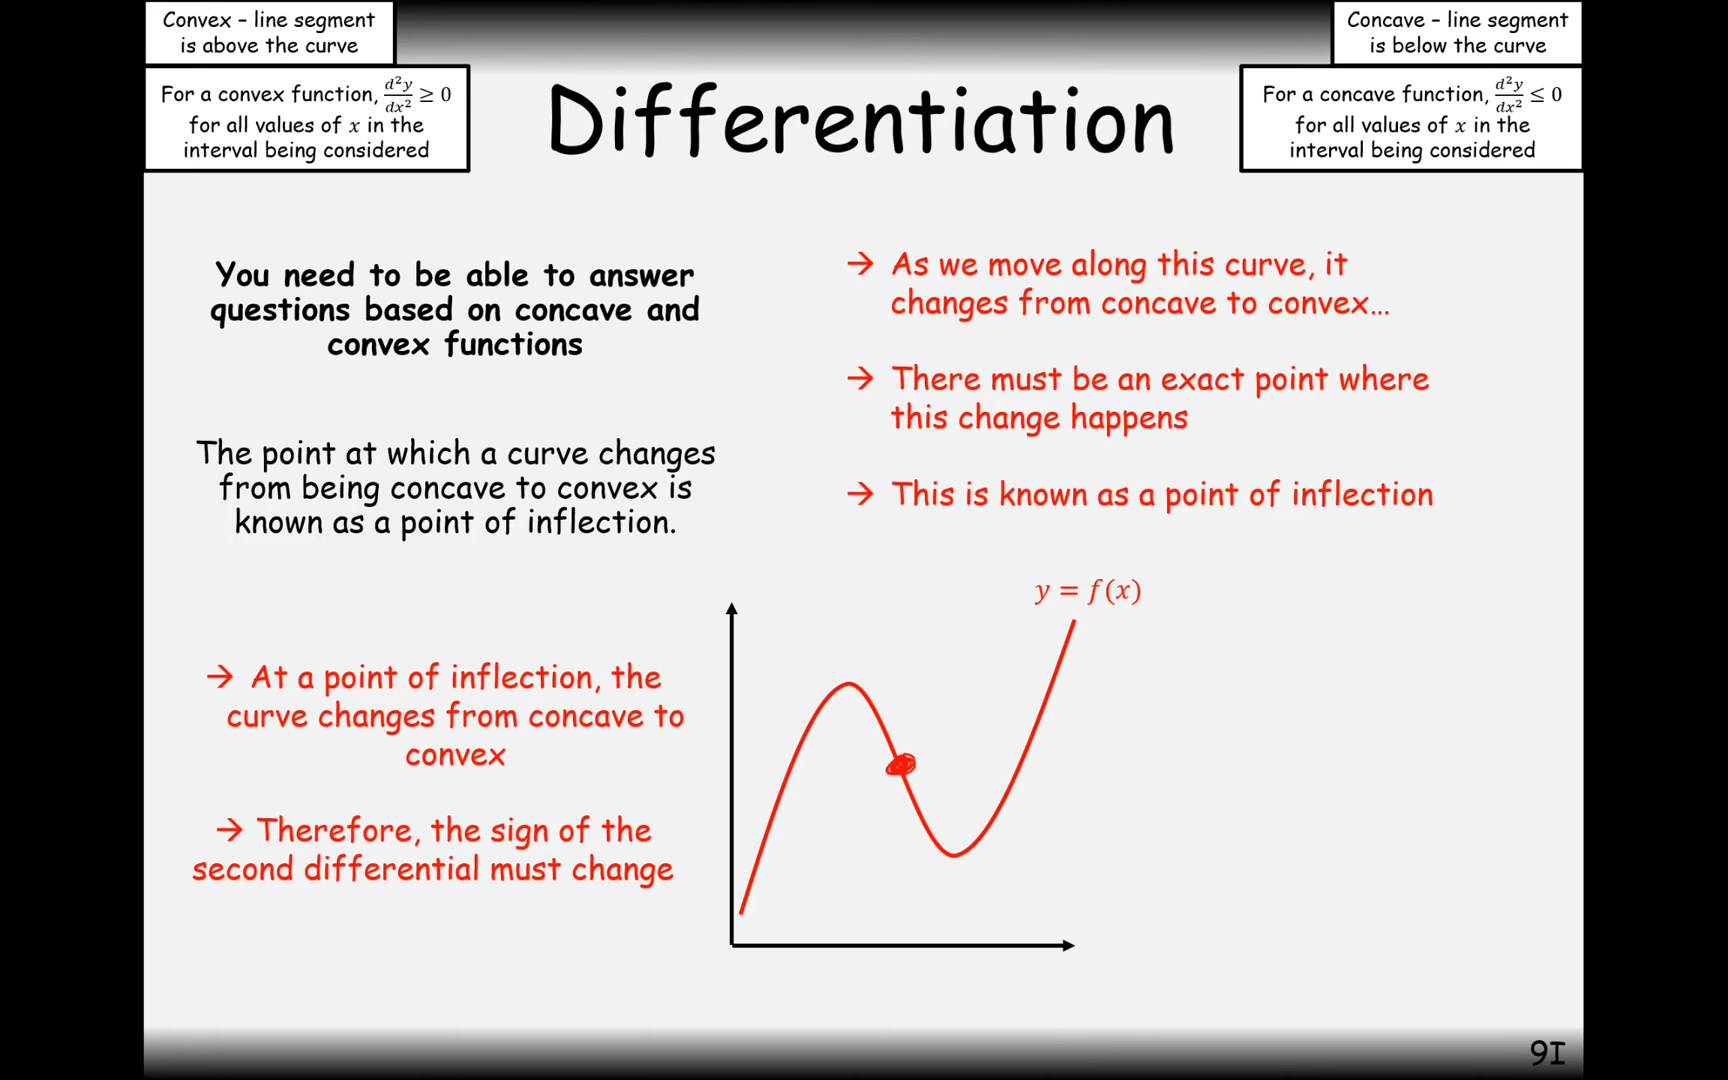 Convex – line segment
is above the curve
For a convex function, d²y/dx² ≥ 0
for all values of x in the
interval being considered
Differentiation
Concave – line segment
is below the curve
For a concave function, d²y/dx² ≤ 0
for all values of x in the
interval being considered
You need to be able to answer
questions based on concave and
convex functions
The point at which a curve changes
from being concave to convex is
known as a point of inflection.
→ At a point of inflection, the
curve changes from concave to
convex
→ Therefore, the sign of the
second differential must change
→ As we move along this curve, it
changes from concave to convex…
→ There must be an exact point where
this change happens
→ This is known as a point of inflection
y = f(x)
9I